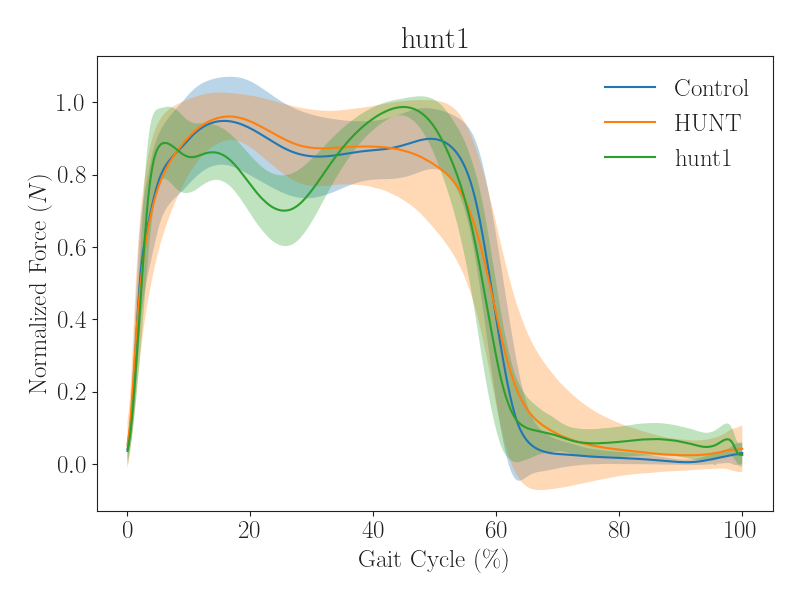 hunt1
Control
HUNT
hunt1
1.0
0.8
0.6
0.4
0.2
0.0
Normalized Force (N)
0 20 40 60 80 100
Gait Cycle (%)